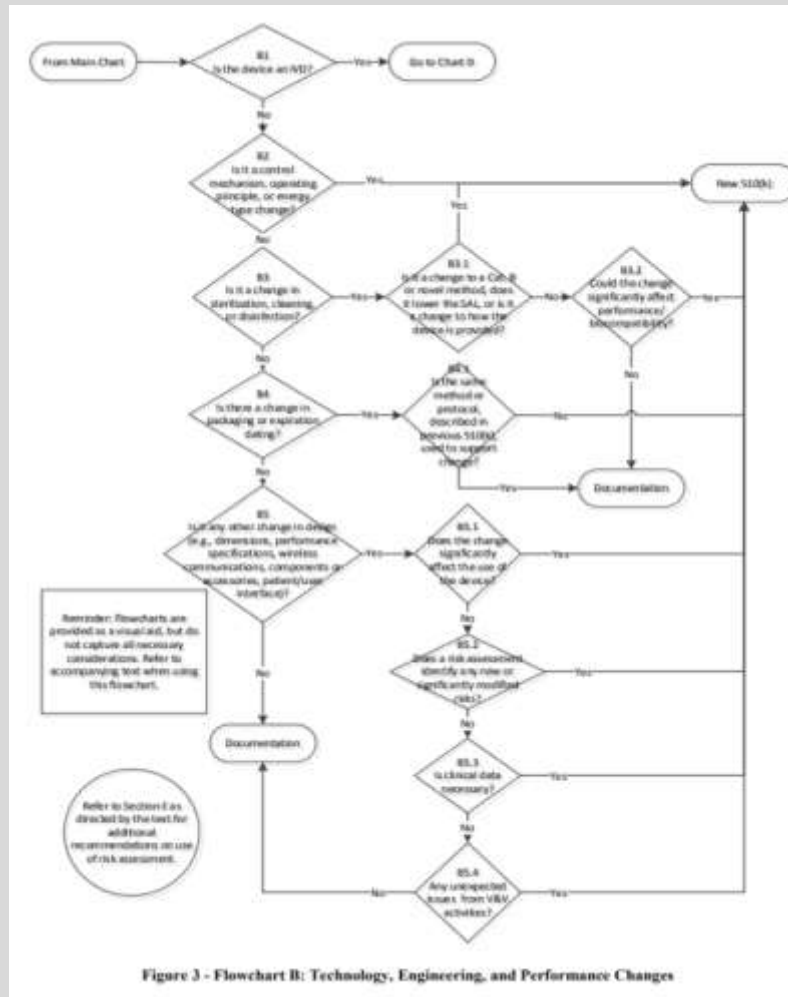 From Main Chart
B1
Is the device an IVD?
Yes
Go to Chart D
No
B2
Is it a control
mechanism, operating
principle, or energy
type change?
Yes
New 510(k)
No
Yes
B3
Is it a change in
sterilization, cleaning,
or disinfection?
Yes
B3.1
Is it a change to a Cat. B
or novel method, does
it lower the SAL, or is it
a change to how the
device is provided?
No
B3.2
Could the change
significantly affect
performance/
biocompatibility?
Yes
No
No
B4
Is there a change in
packaging or expiration
dating?
Yes
B4.1
Is the same
method or
protocol,
described in
previous 510(k),
used to support
change?
No
Yes
Documentation
No
B5
Is it any other change in design
(e.g., dimensions, performance
specifications, wireless
communications, components or
accessories, patient/user
interface)?
Yes
B5.1
Does the change
significantly
affect the use of
the device?
Yes
No
Reminder: Flowcharts are
provided as a visual aid, but do
not capture all necessary
considerations. Refer to
accompanying text when using
this flowchart.
No
B5.2
Does a risk assessment
identify any new or
significantly modified
risks?
Yes
No
Documentation
B5.3
Is clinical data
necessary?
Yes
No
Refer to Section E as
directed by the text for
additional
recommendations on use
of risk assessment.
B5.4
Any unexpected
issues from V&V
activities?
No
Yes
Figure 3 - Flowchart B: Technology, Engineering, and Performance Changes